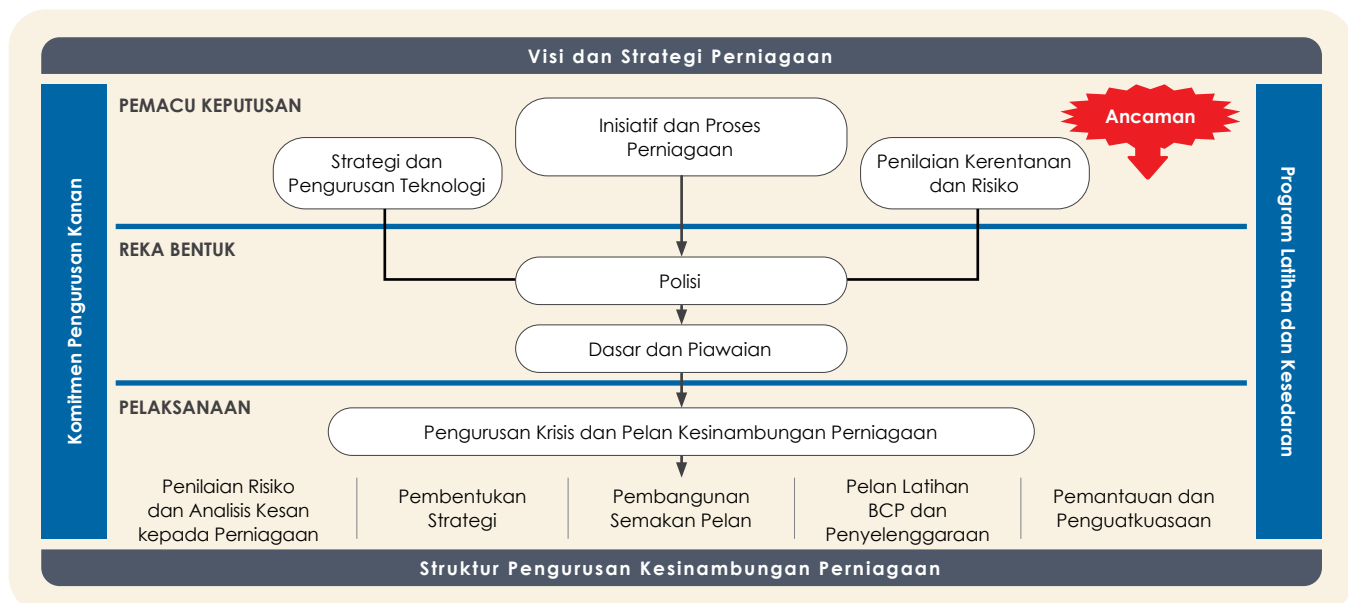 Visi dan Strategi Perniagaan
Komitmen Pengurusan Kanan
PEMACU KEPUTUSAN
Inisiatif dan Proses
Perniagaan
Ancaman
Strategi dan
Pengurusan Teknologi
Penilaian Kerentanan
dan Risiko
Program Latihan dan Kesedaran
REKA BENTUK
Polisi
Dasar dan Piawaian
PELAKSANAAN
Pengurusan Krisis dan Pelan Kesinambungan Perniagaan
Penilaian Risiko
dan Analisis Kesan
kepada Perniagaan
Pembentukan
Strategi
Pembangunan
Semakan Pelan
Pelan Latihan
BCP dan
Penyelenggaraan
Pemantauan dan
Penguatkuasaan
Struktur Pengurusan Kesinambungan Perniagaan